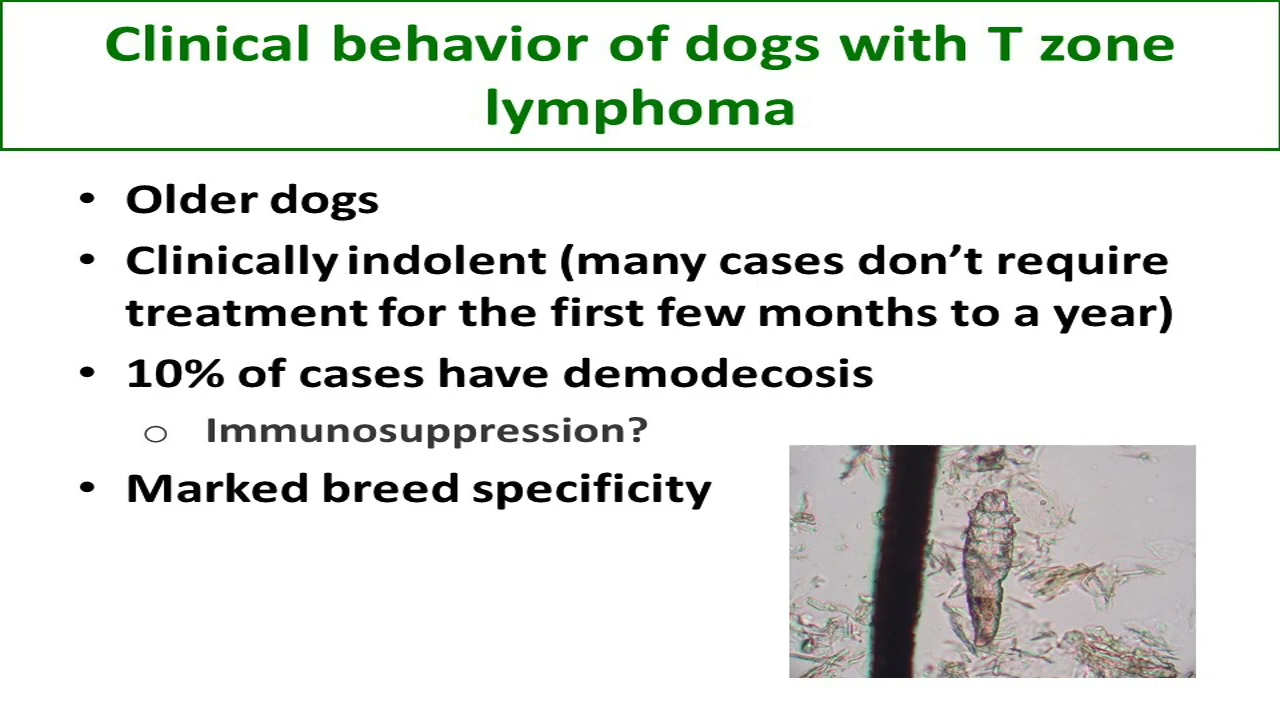 Clinical behavior of dogs with T zone
lymphoma
• Older dogs
• Clinically indolent (many cases don’t require
treatment for the first few months to a year)
• 10% of cases have demodecosis
o Immunosuppression?
• Marked breed specificity